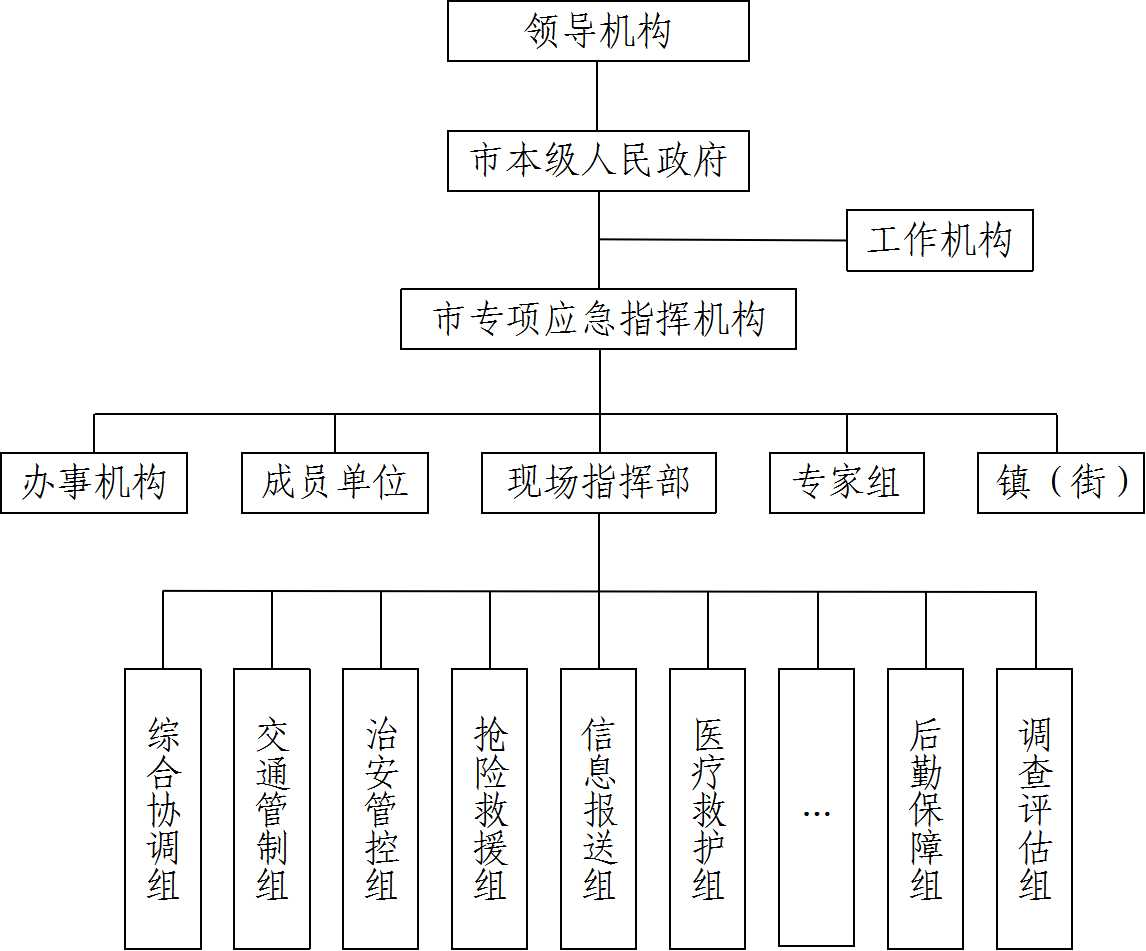 领导机构
市本级人民政府
工作机构
市专项应急指挥机构
办事机构
成员单位
现场指挥部
专家组
镇（街）
综合协调组
交通管制组
治安管控组
抢险救援组
信息报送组
医疗救护组
...
后勤保障组
调查评估组